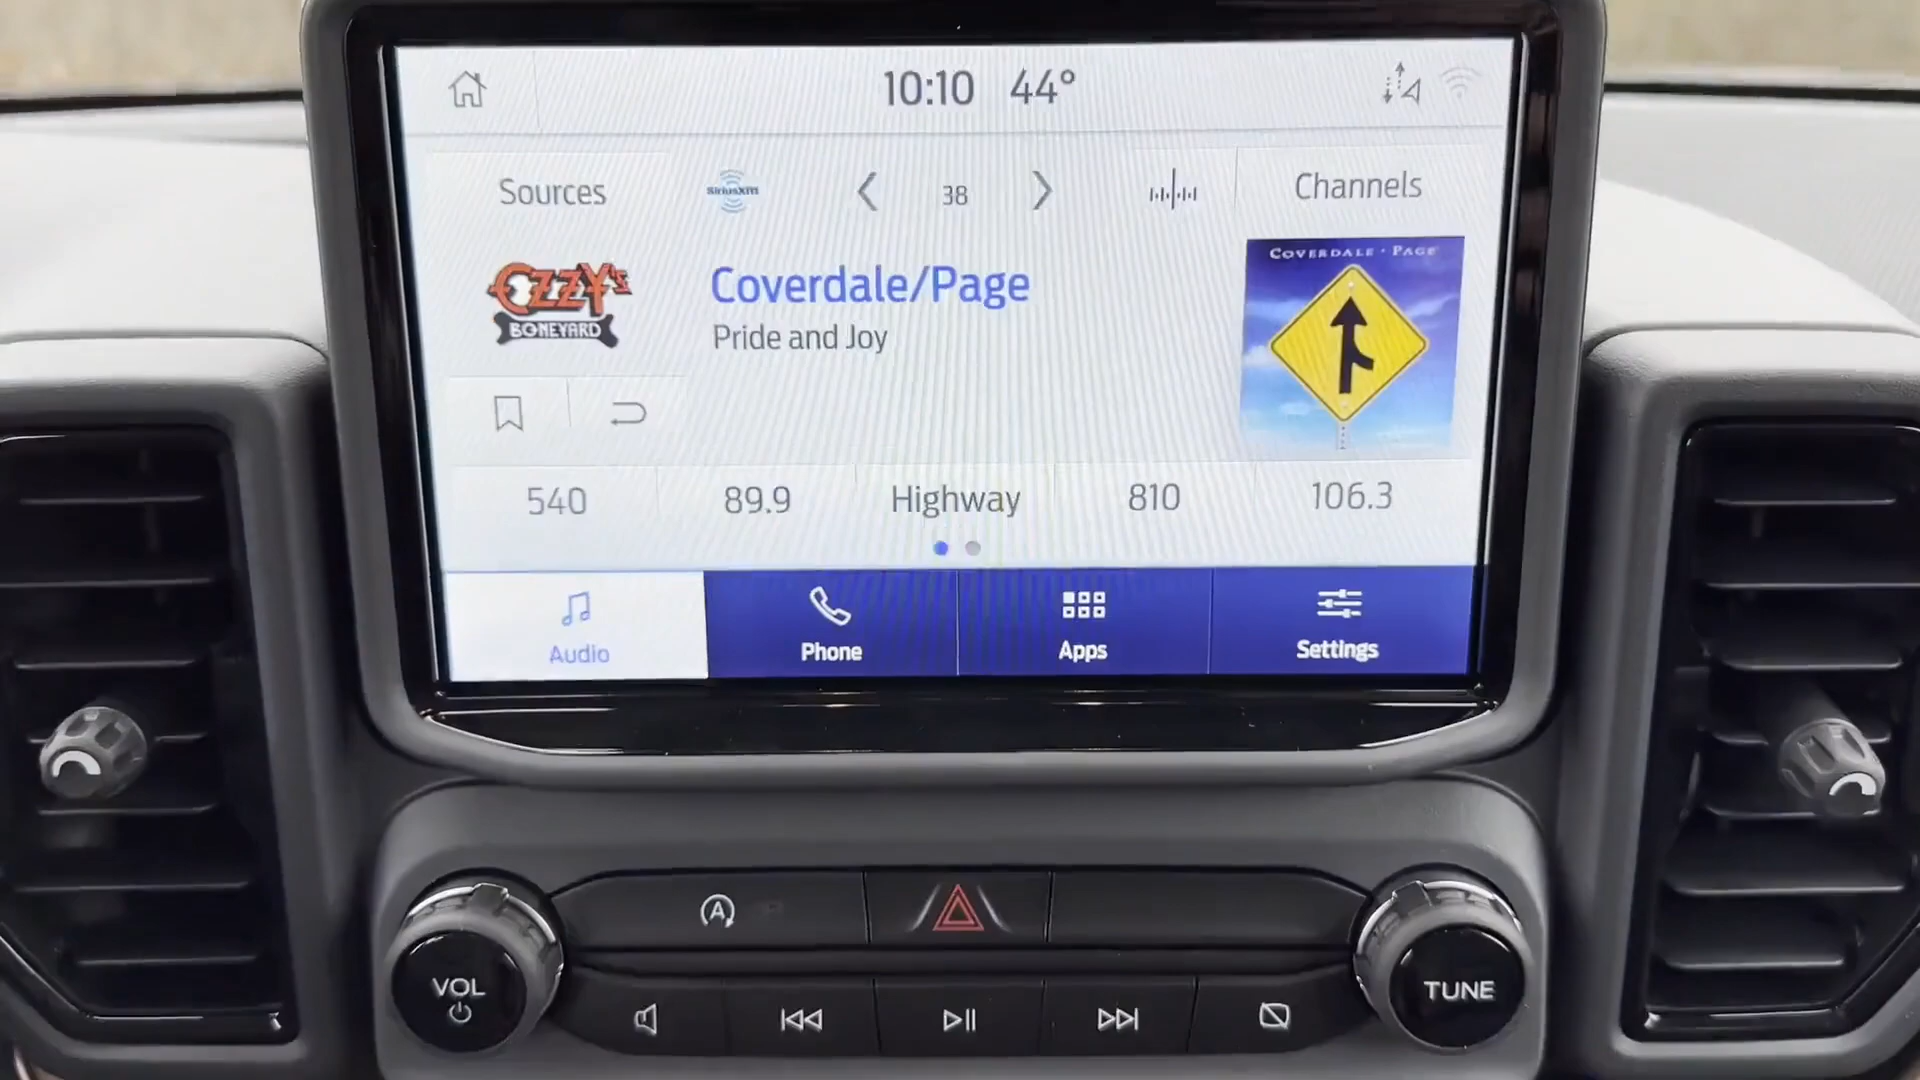 10:10 44°
Sources
SiriusXM
38
Channels
OZZY's
BONEYARD
Coverdale/Page
Pride and Joy
COVERDALE · PAGE
540
89.9
Highway
810
106.3
Audio
Phone
Apps
Settings
A
VOL
TUNE